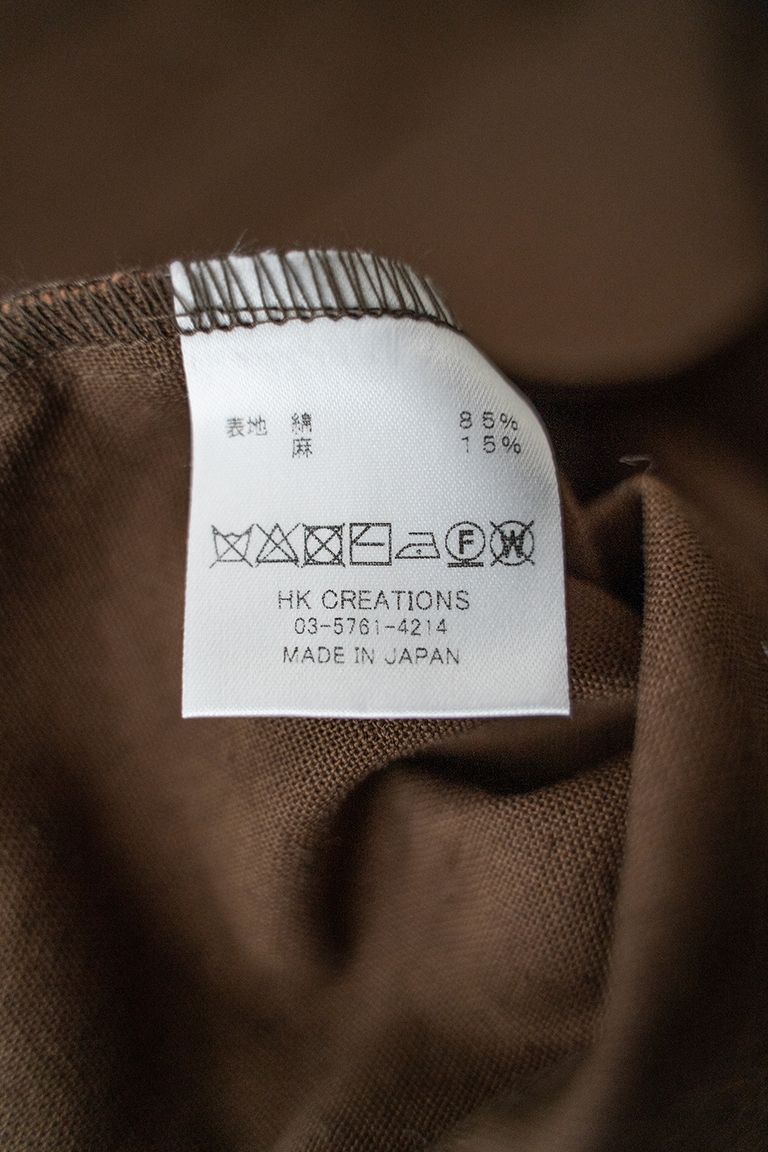 表地 綿 85%
麻 15%
F W
HK CREATIONS
03-5761-4214
MADE IN JAPAN